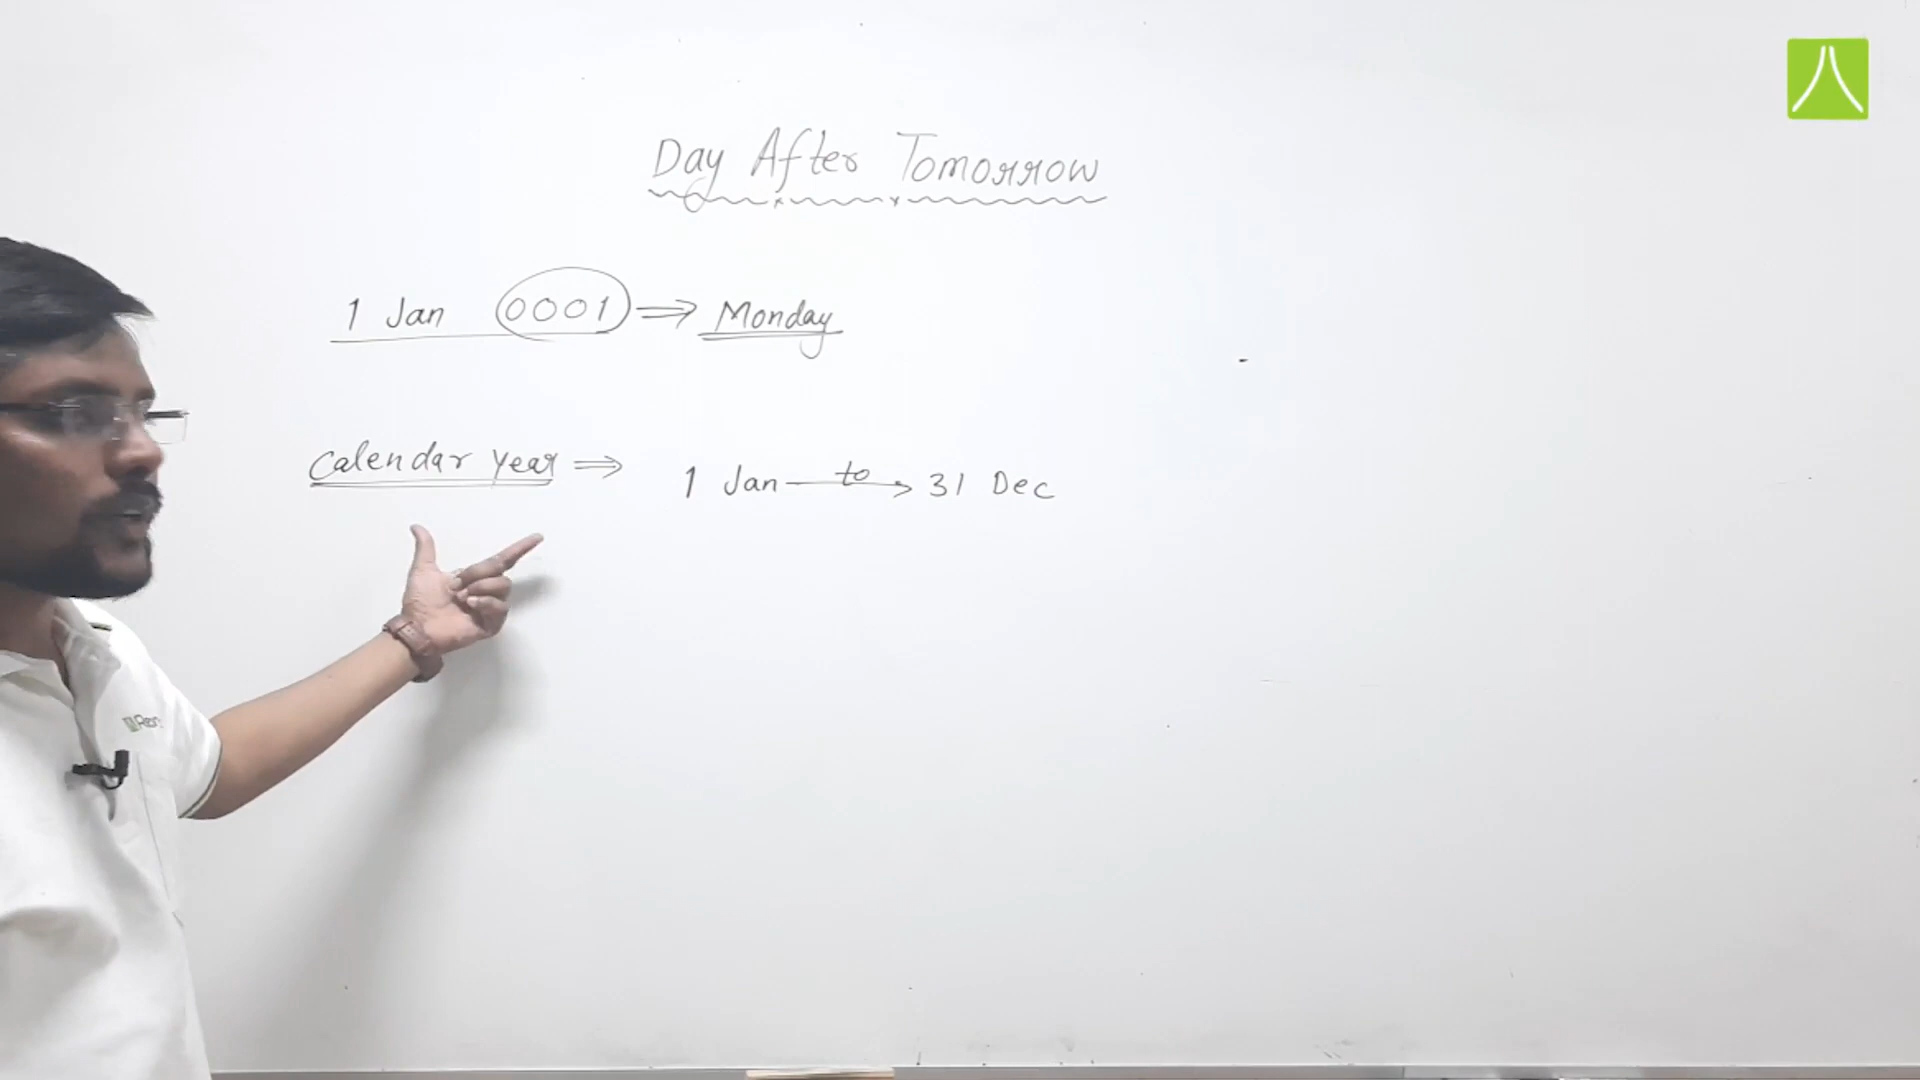 Day After Tomorrow
1 Jan 0001 ⇒ Monday
Calendar Year ⇒ 1 Jan to → 31 Dec